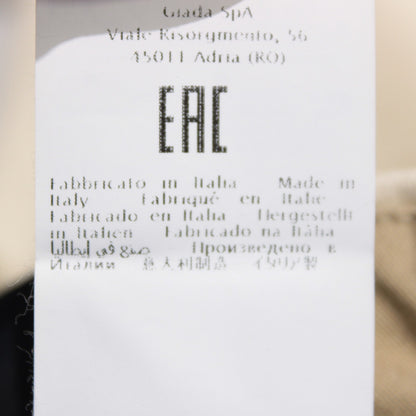 Giada SpA
Viale Risorgimento, 56
45011 Adria (RO)
EAC
Fabbricato in Italia Made in
Italy Fabriqué en Italie
Fabricado en Italia Hergestellt
in Italien Fabricado na Itália
صنع في إيطاليا Произведено в
Италии 意大利制造 イタリア製